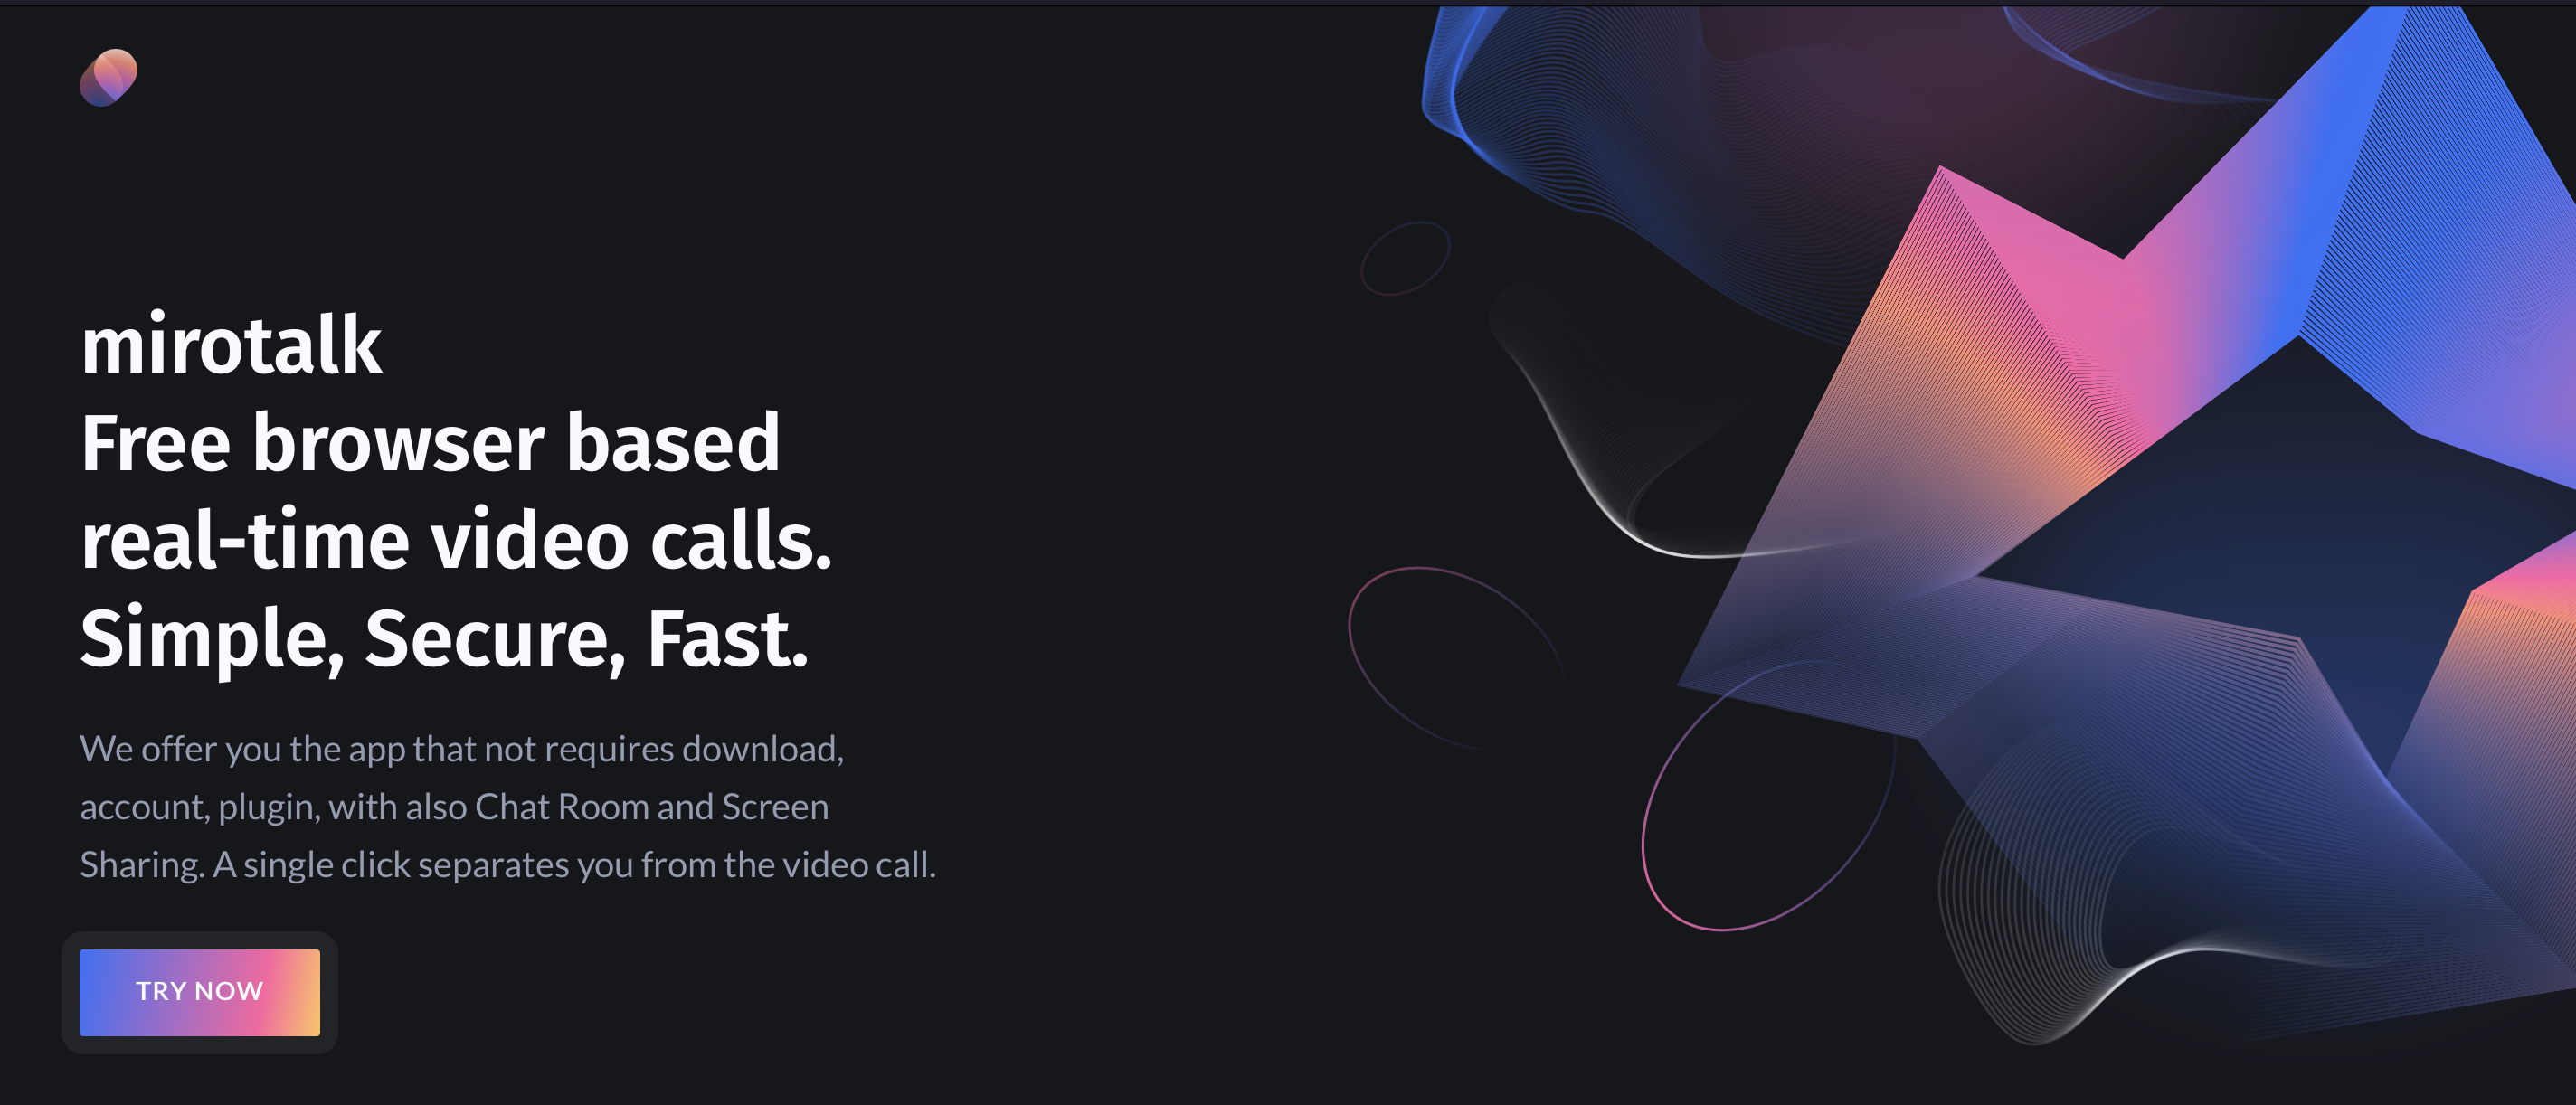 mirotalk
Free browser based
real-time video calls.
Simple, Secure, Fast.
We offer you the app that not requires download,
account, plugin, with also Chat Room and Screen
Sharing. A single click separates you from the video call.
TRY NOW